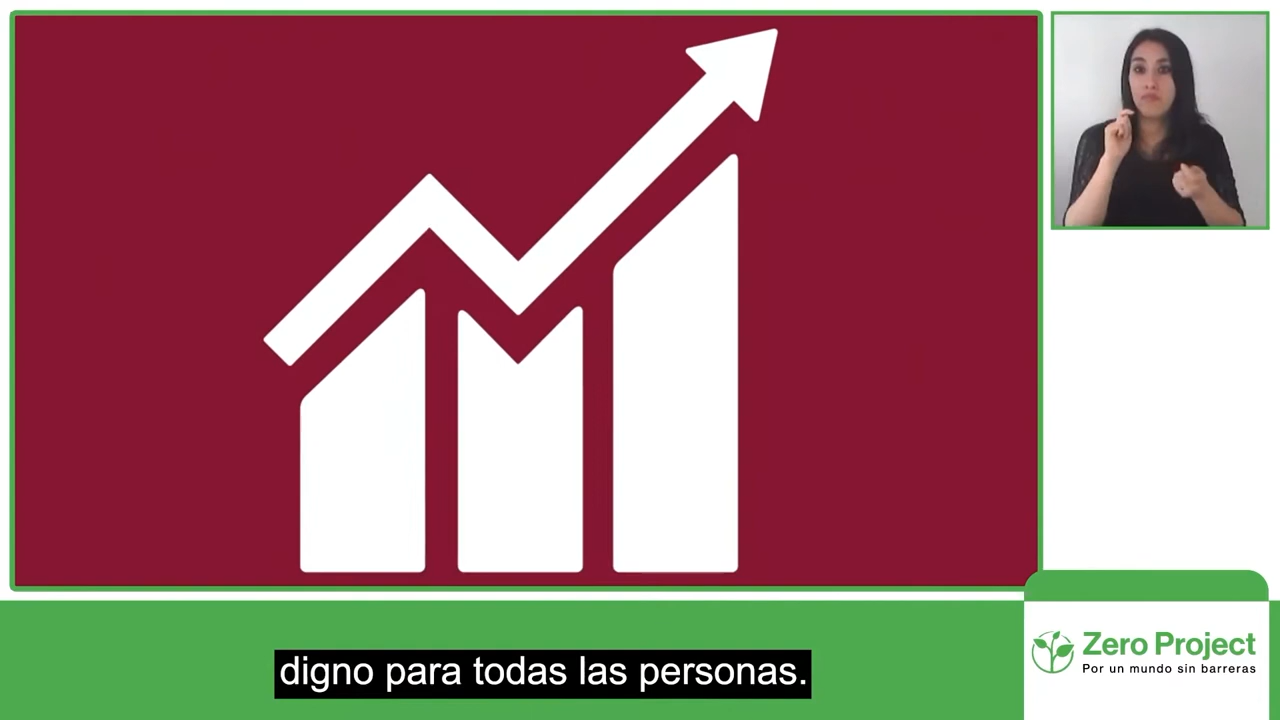 digno para todas las personas.
Zero Project
Por un mundo sin barreras